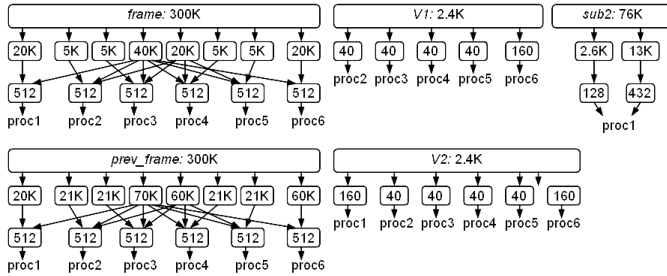 frame: 300K V1: 2.4K sub2: 76K
20K 5K 5K 40K 20K 5K 5K 20K 40 40 40 40 160 2.6K 13K
proc2 proc3 proc4 proc5 proc6
512 512 512 512 512 512 128 432
proc1 proc2 proc3 proc4 proc5 proc6 proc1
prev_frame: 300K V2: 2.4K
20K 21K 21K 70K 60K 21K 21K 60K 160 40 40 40 40 160
proc1 proc2 proc3 proc4 proc5 proc6
512 512 512 512 512 512
proc1 proc2 proc3 proc4 proc5 proc6